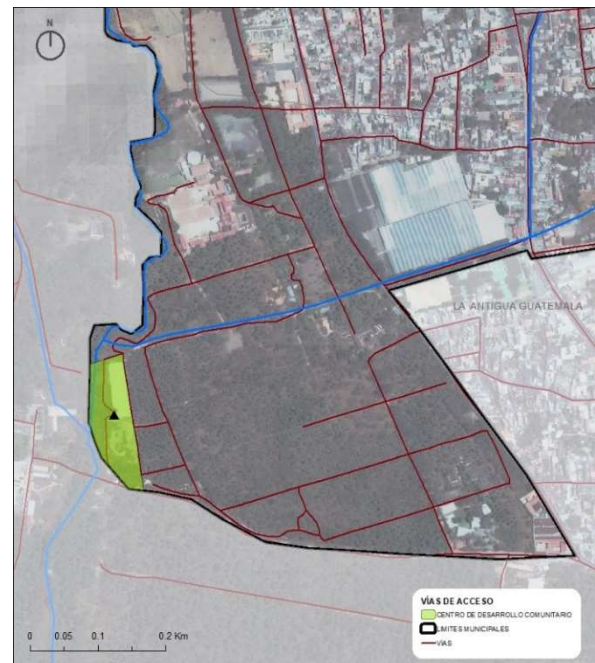 N
LA ANTIGUA GUATEMALA
VÍAS DE ACCESO
CENTRO DE DESARROLLO COMUNITARIO
LIMITES MUNICIPALES
VÍAS
0 0.05 0.1 0.2 Km